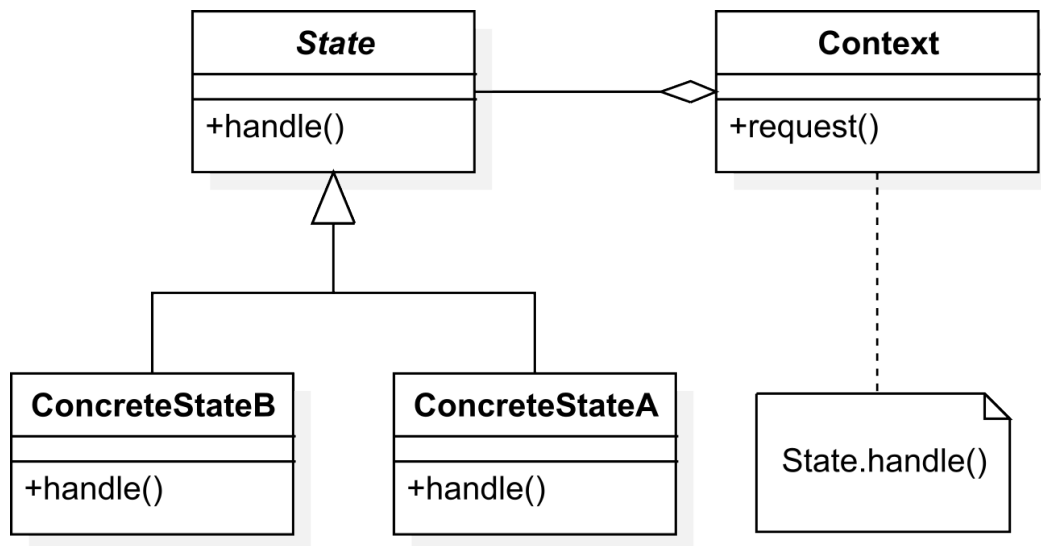 State
+handle()
Context
+request()
ConcreteStateB
+handle()
ConcreteStateA
+handle()
State.handle()